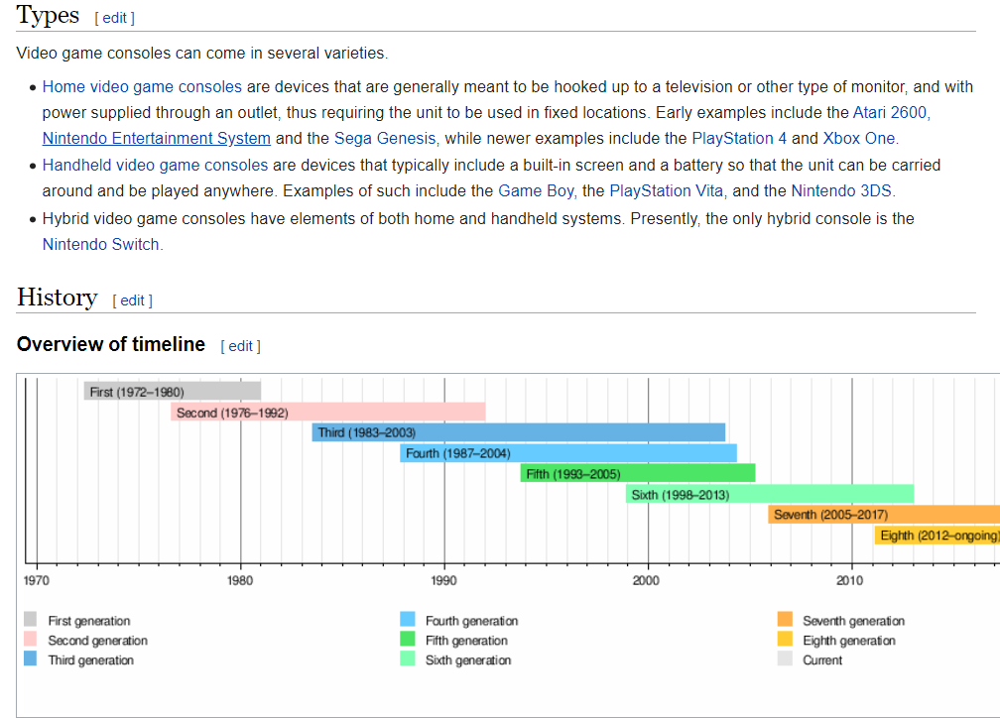 Types [ edit ]
Video game consoles can come in several varieties.
Home video game consoles are devices that are generally meant to be hooked up to a television or other type of monitor, and with
power supplied through an outlet, thus requiring the unit to be used in fixed locations. Early examples include the Atari 2600,
Nintendo Entertainment System and the Sega Genesis, while newer examples include the PlayStation 4 and Xbox One.
Handheld video game consoles are devices that typically include a built-in screen and a battery so that the unit can be carried
around and be played anywhere. Examples of such include the Game Boy, the PlayStation Vita, and the Nintendo 3DS.
Hybrid video game consoles have elements of both home and handheld systems. Presently, the only hybrid console is the
Nintendo Switch.
History [ edit ]
Overview of timeline [ edit ]
First (1972–1980)
Second (1976–1992)
Third (1983–2003)
Fourth (1987–2004)
Fifth (1993–2005)
Sixth (1998–2013)
Seventh (2005–2017)
Eighth (2012–ongoing)
1970 1980 1990 2000 2010
First generation Fourth generation Seventh generation
Second generation Fifth generation Eighth generation
Third generation Sixth generation Current